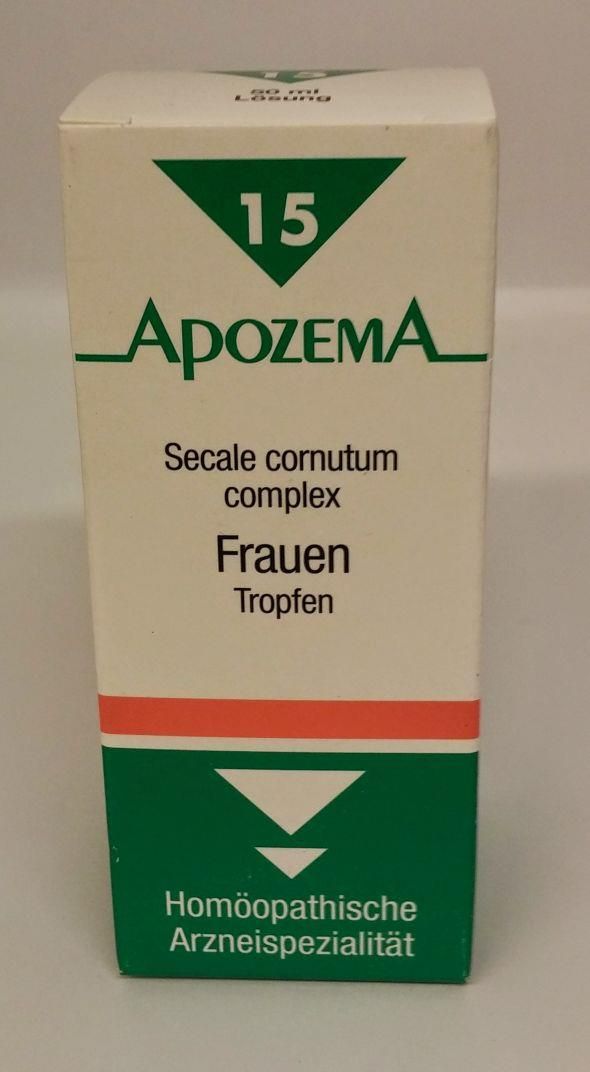 15
50 ml
Lösung
15
APOZEMA
Secale cornutum
complex
Frauen
Tropfen
Homöopathische
Arzneispezialität